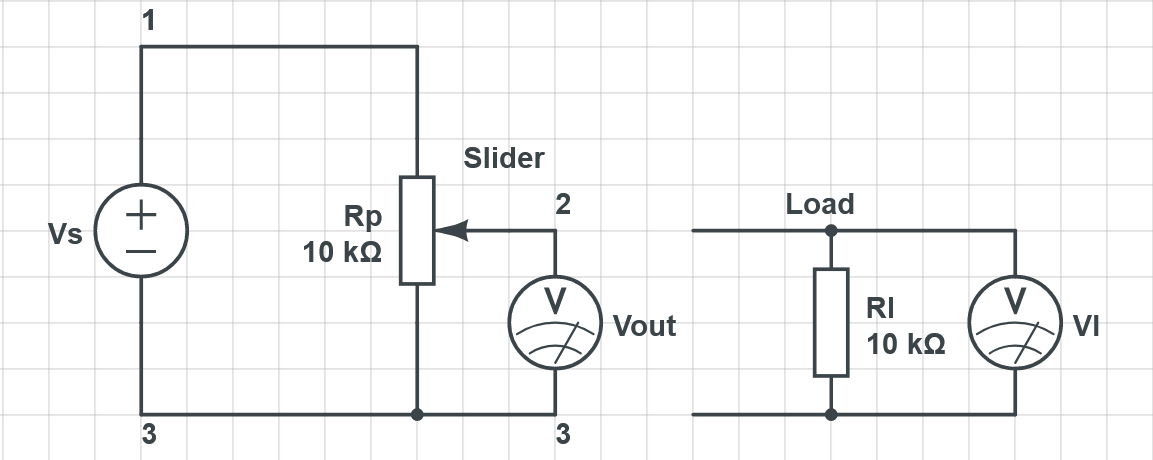 1
Slider
Vs
+
−
Rp
10 kΩ
2
V
Vout
3
3
Load
Rl
10 kΩ
V
Vl